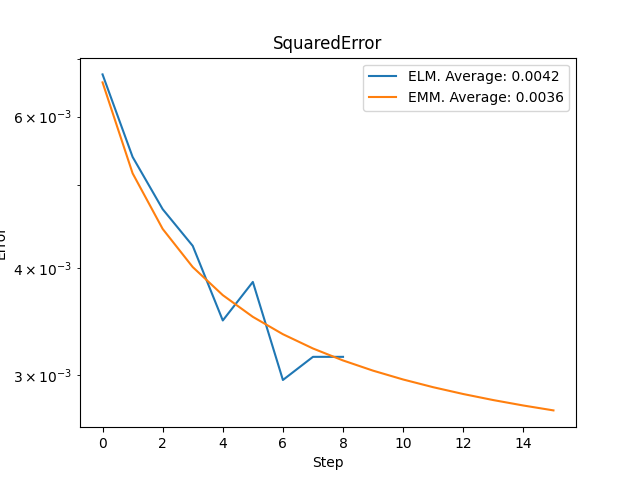 SquaredError
ELM. Average: 0.0042
EMM. Average: 0.0036
6 × 10⁻³
4 × 10⁻³
3 × 10⁻³
Error
0 2 4 6 8 10 12 14
Step